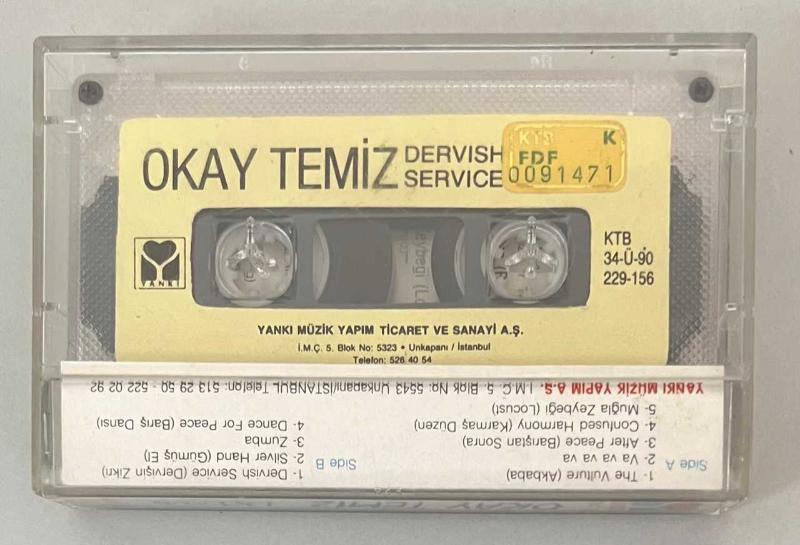 OKAY TEMİZ
DERVISH
SERVICE
KTB K
FDF
0091471
YANKI
KTB
34-Ü-90
229-156
YANKI MÜZİK YAPIM TİCARET VE SANAYİ A.Ş.
İ.M.Ç. 5. Blok No: 5323 • Unkapanı / İstanbul
Telefon: 526 40 54
Side A
1- The Vulture (Akbaba)
2- Va va va va va
3- After Peace (Barıştan Sonra)
4- Confused Harmony (Karmaş Düzen)
5- Muğla Zeybeği (Locust)
Side B
1- Dervish Service (Dervişin Zikri)
2- Silver Hand (Gümüş El)
3- Zumba
4- Dance For Peace (Barış Dansı)
YANKI MÜZİK YAPIM A.Ş. İ.M.Ç. 5. Blok No: 5543 Unkapanı/İSTANBUL Telefon: 513 29 50 - 522 02 92
OKAY TEMİZ